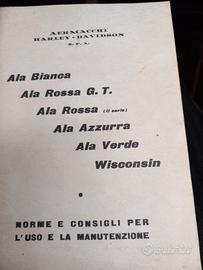 AERMACCHI
HARLEY-DAVIDSON
S. P. A.
Ala Bianca
Ala Rossa G. T.
Ala Rossa (II serie)
Ala Azzurra
Ala Verde
Wisconsin
NORME E CONSIGLI PER
L'USO E LA MANUTENZIONE
subito